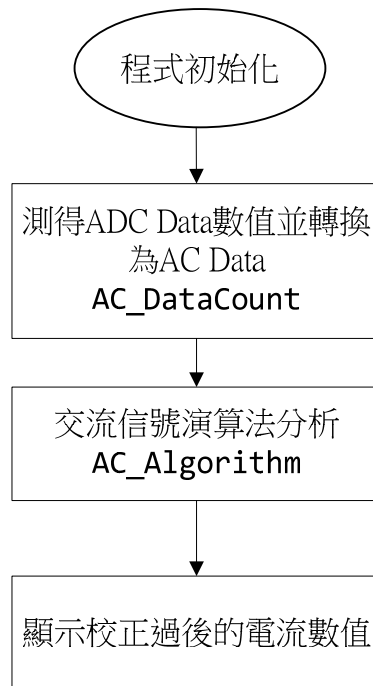 程式初始化
測得ADC Data數值並轉換
為AC Data
AC_DataCount
交流信號演算法分析
AC_Algorithm
顯示校正過後的電流數值